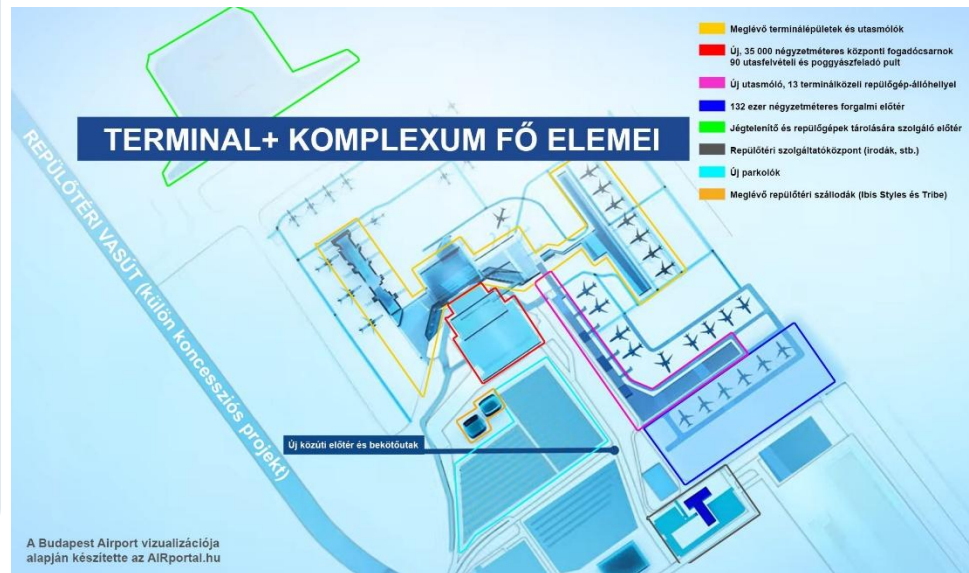 TERMINAL+ KOMPLEXUM FŐ ELEMEI
Meglévő terminálépületek és utasmólók
Új, 35 000 négyzetméteres központi fogadócsarnok
90 utasfelvételi és poggyászfeladó pult
Új utasmóló, 13 terminálközeli repülőgép-állóhellyel
132 ezer négyzetméteres forgalmi előtér
Jégtelenítő és repülőgépek tárolására szolgáló előtér
Repülőtéri szolgáltatóközpont (irodák, stb.)
Új parkolók
Meglévő repülőtéri szállodák (Ibis Styles és Tribe)
REPÜLŐTÉRI VASÚT (külön koncessziós projekt)
Új közúti előtér és bekötőutak
T
A Budapest Airport vizualizációja
alapján készítette az AIRportal.hu